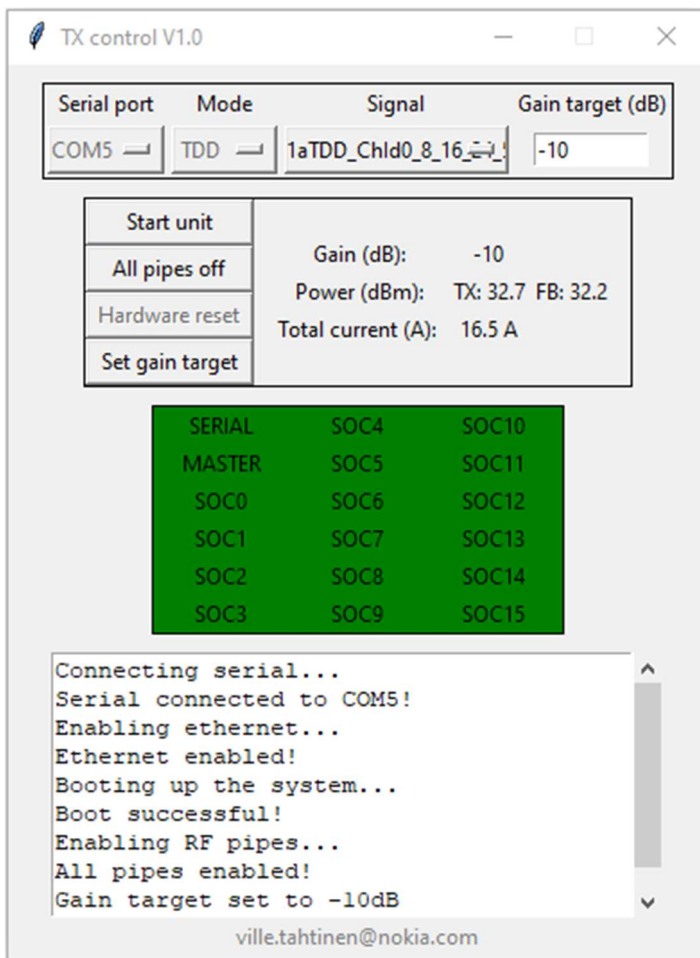 TX control V1.0
Serial port Mode Signal Gain target (dB)
COM5 TDD 1aTDD_Chld0_8_16_ -10
Start unit
All pipes off
Hardware reset
Set gain target
Gain (dB): -10
Power (dBm): TX: 32.7 FB: 32.2
Total current (A): 16.5 A
SERIAL SOC4 SOC10
MASTER SOC5 SOC11
SOC0 SOC6 SOC12
SOC1 SOC7 SOC13
SOC2 SOC8 SOC14
SOC3 SOC9 SOC15
Connecting serial...
Serial connected to COM5!
Enabling ethernet...
Ethernet enabled!
Booting up the system...
Boot successful!
Enabling RF pipes...
All pipes enabled!
Gain target set to -10dB
ville.tahtinen@nokia.com